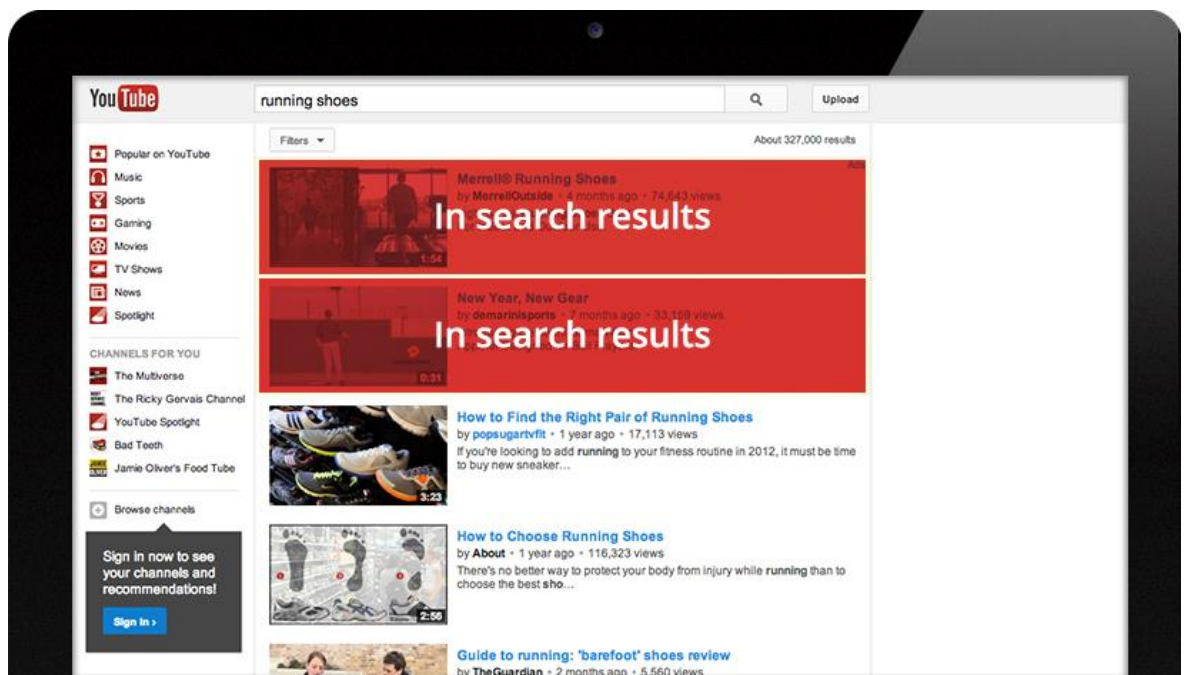 YouTube
running shoes
Upload
Filters
About 327,000 results
Popular on YouTube
Music
Sports
Gaming
Movies
TV Shows
News
Spotlight
CHANNELS FOR YOU
The Multiverse
The Ricky Gervais Channel
YouTube Spotlight
Bad Teeth
Jamie Oliver's Food Tube
Browse channels
Sign in now to see
your channels and
recommendations!
Sign In ›
Ads
Merrell® Running Shoes
by MerrellOutside • 4 months ago • 74,643 views
In search results
1:54
New Year, New Gear
by demarinisports • 7 months ago • 33,159 views
In search results
0:31
How to Find the Right Pair of Running Shoes
by popsugartvfit • 1 year ago • 17,113 views
If you're looking to add running to your fitness routine in 2012, it must be time
to buy new sneaker...
3:23
How to Choose Running Shoes
by About • 1 year ago • 116,323 views
There's no better way to protect your body from injury while running than to
choose the best sho...
2:56
Guide to running: 'barefoot' shoes review
by TheGuardian • 2 months ago • 5,560 views